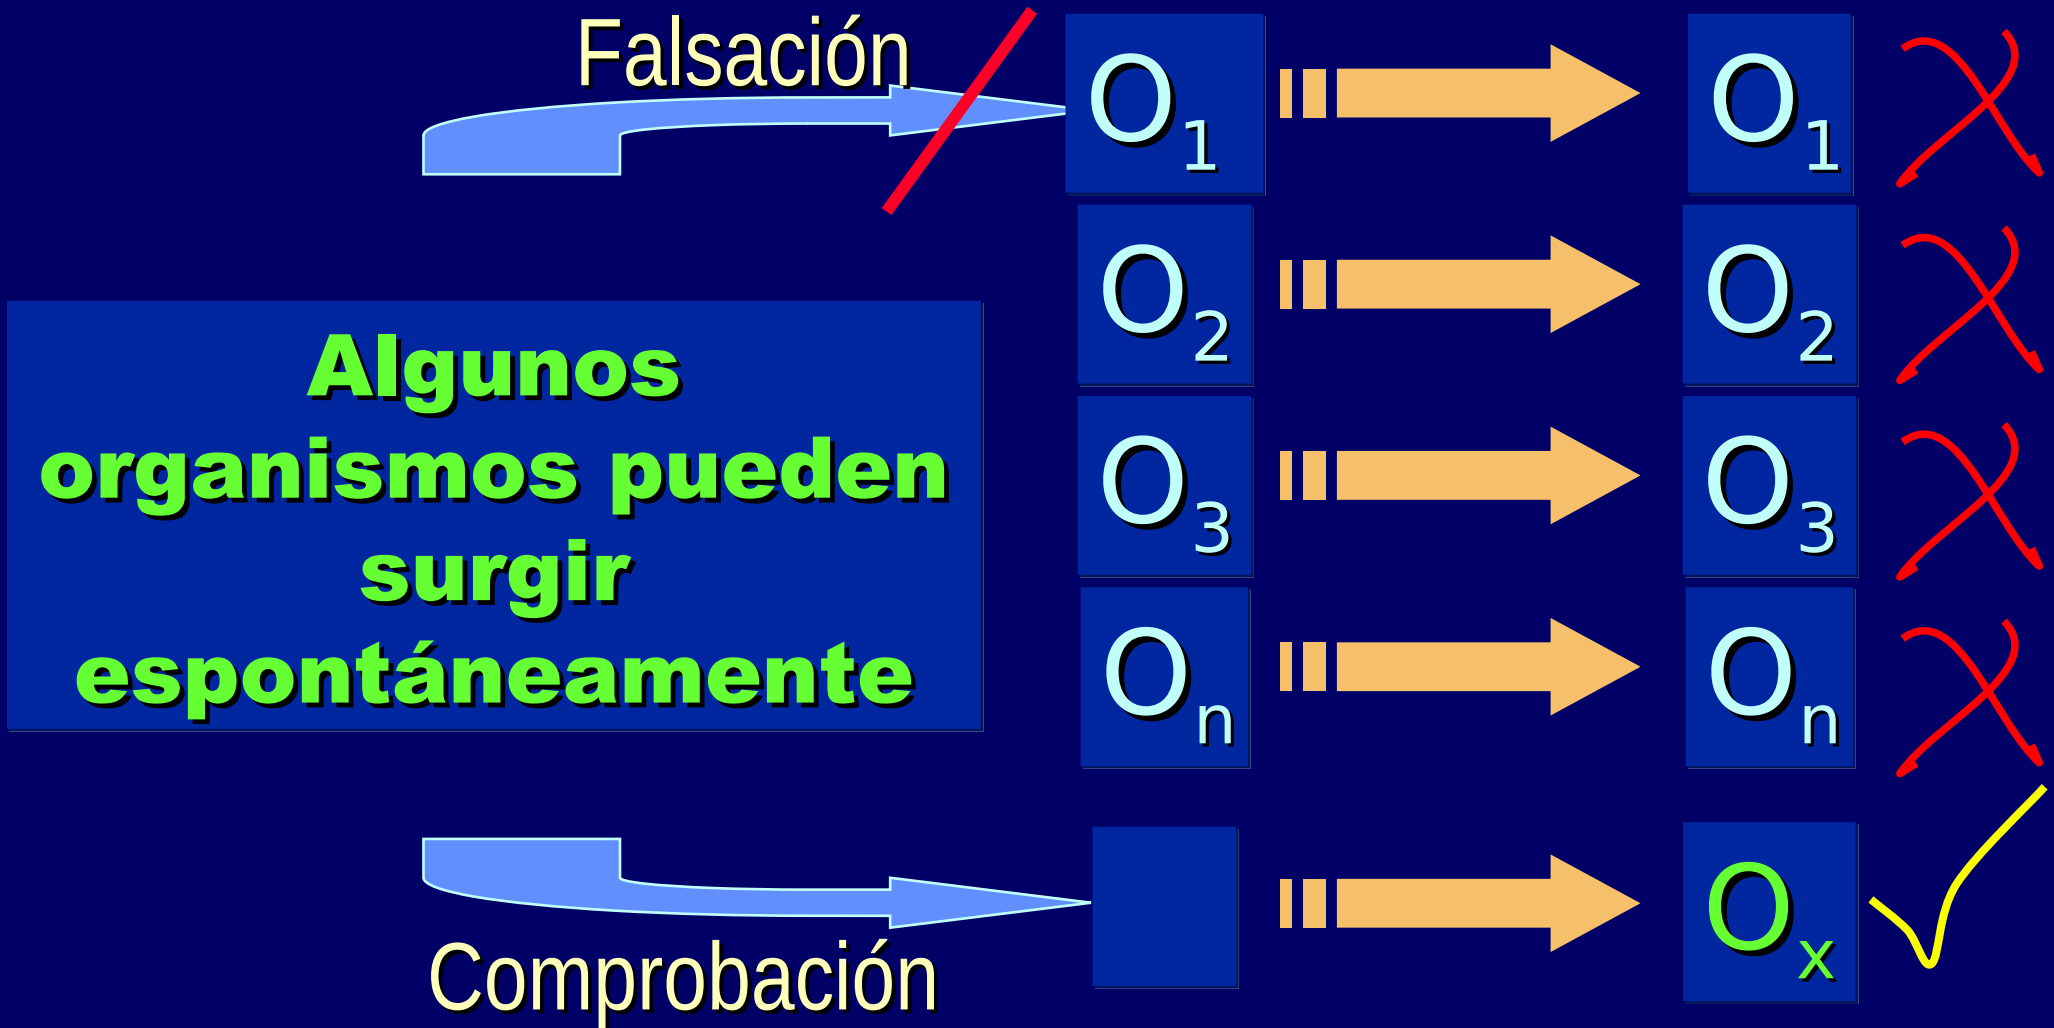 Falsación
O1 O1
O2 O2
Algunos
organismos pueden
surgir
espontáneamente
O3 O3
On On
Ox
Comprobación